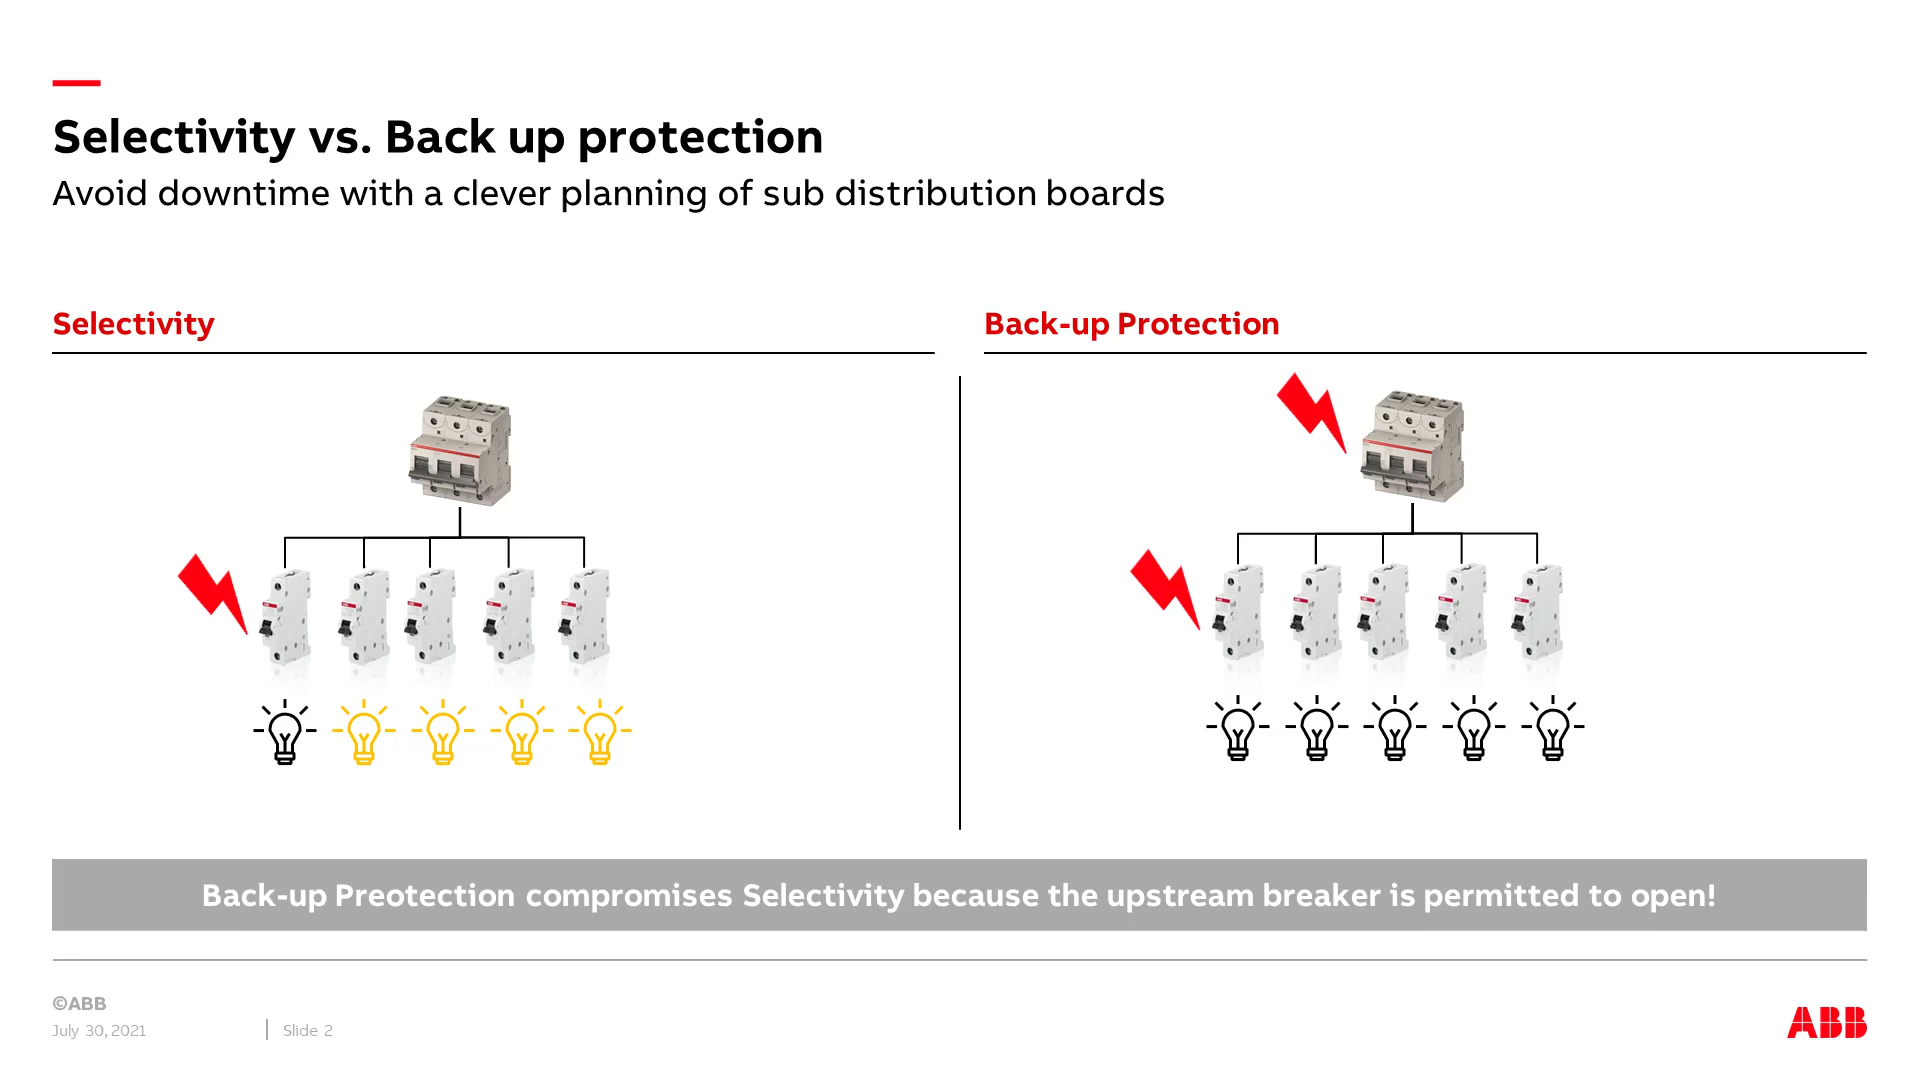 Selectivity vs. Back up protection
Avoid downtime with a clever planning of sub distribution boards
Selectivity
Back-up Protection
Back-up Preotection compromises Selectivity because the upstream breaker is permitted to open!
©ABB
July 30, 2021
Slide 2
ABB